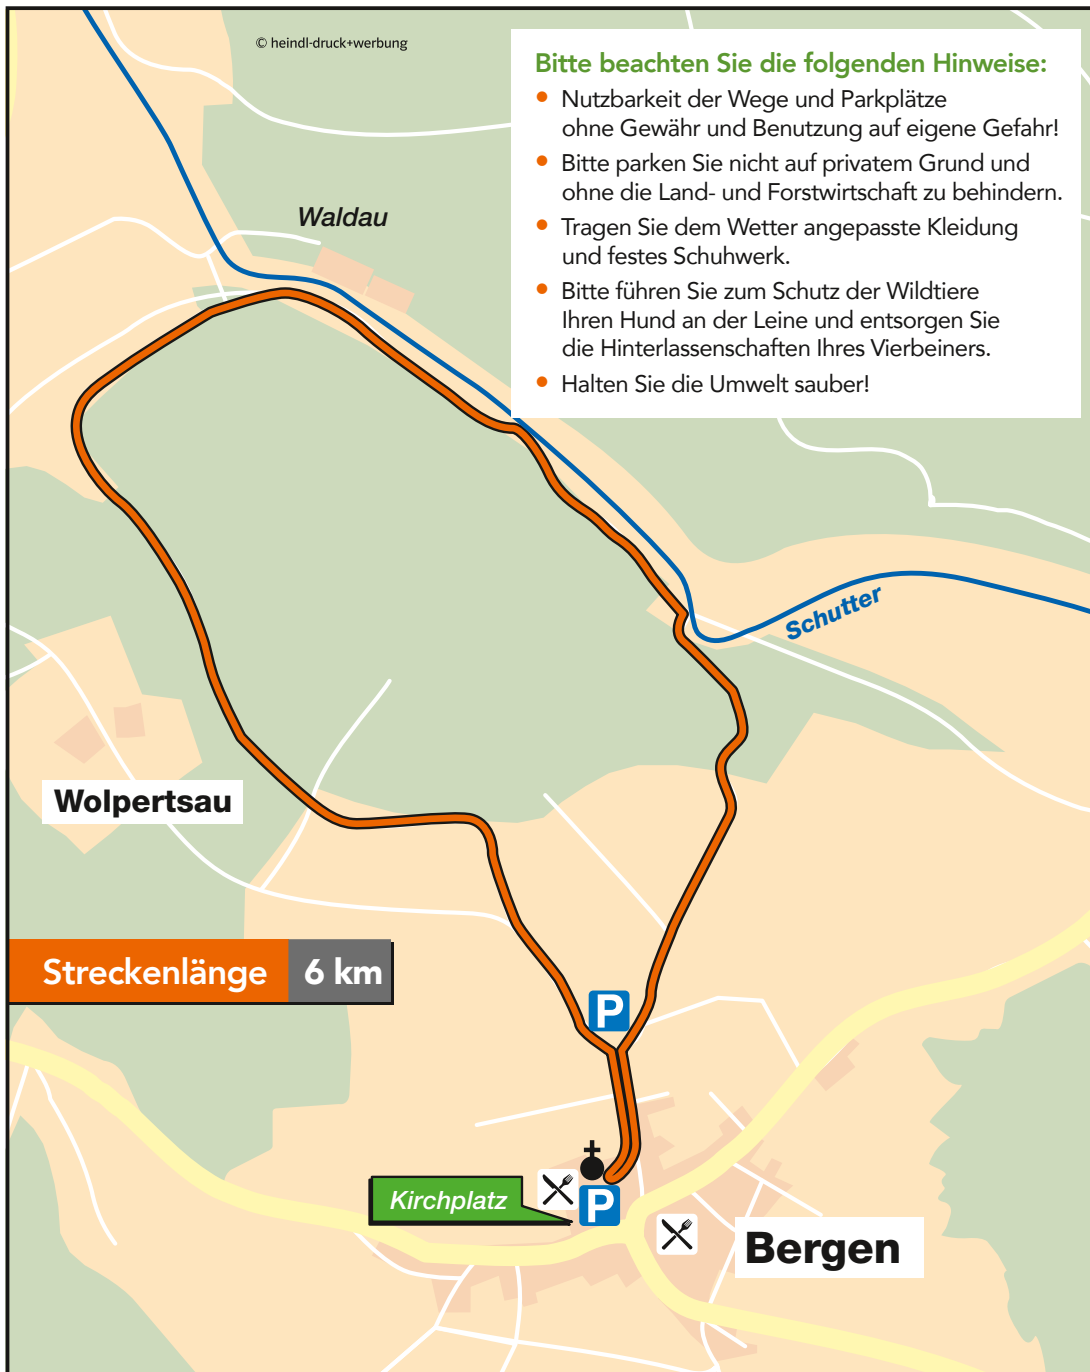 © heindl-druck+werbung
Bitte beachten Sie die folgenden Hinweise:
• Nutzbarkeit der Wege und Parkplätze
ohne Gewähr und Benutzung auf eigene Gefahr!
• Bitte parken Sie nicht auf privatem Grund und
ohne die Land- und Forstwirtschaft zu behindern.
• Tragen Sie dem Wetter angepasste Kleidung
und festes Schuhwerk.
• Bitte führen Sie zum Schutz der Wildtiere
Ihren Hund an der Leine und entsorgen Sie
die Hinterlassenschaften Ihres Vierbeiners.
• Halten Sie die Umwelt sauber!
Waldau
Schutter
Wolpertsau
Streckenlänge 6 km
P
Kirchplatz
P
Bergen